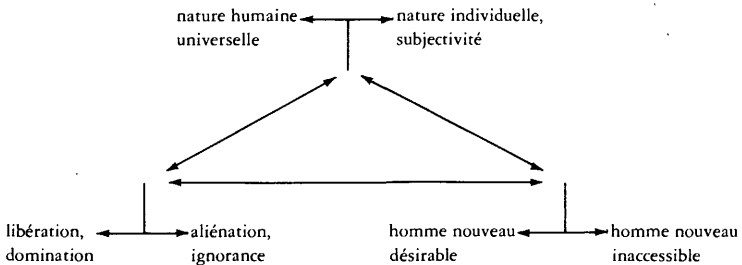 nature humaine
universelle
nature individuelle,
subjectivité
libération,
domination
aliénation,
ignorance
homme nouveau
désirable
homme nouveau
inaccessible